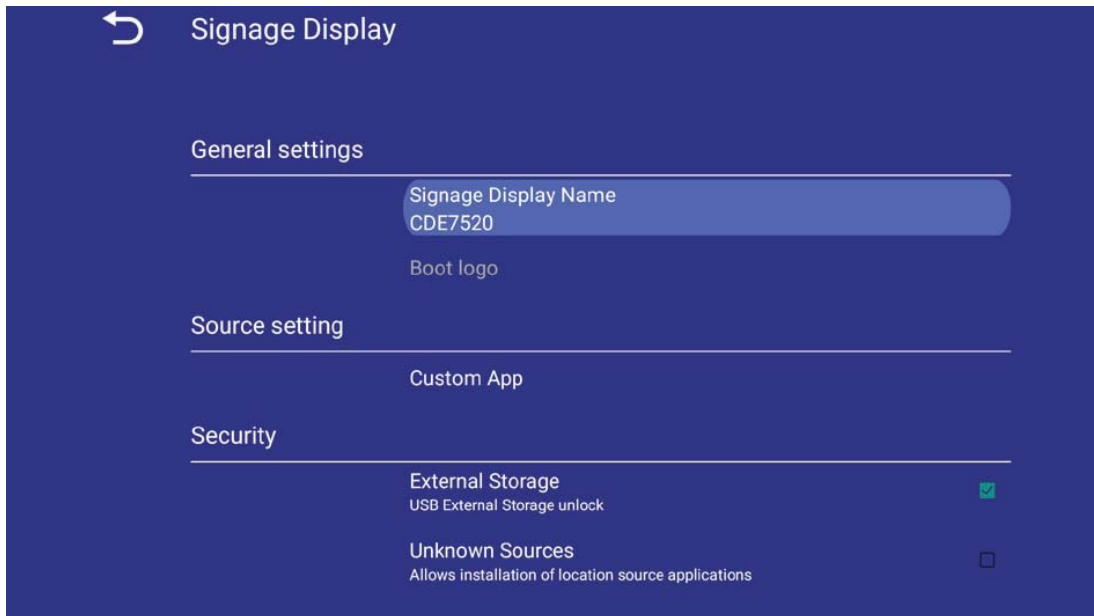 Signage Display
General settings
Signage Display Name
CDE7520
Boot logo
Source setting
Custom App
Security
External Storage
USB External Storage unlock
Unknown Sources
Allows installation of location source applications